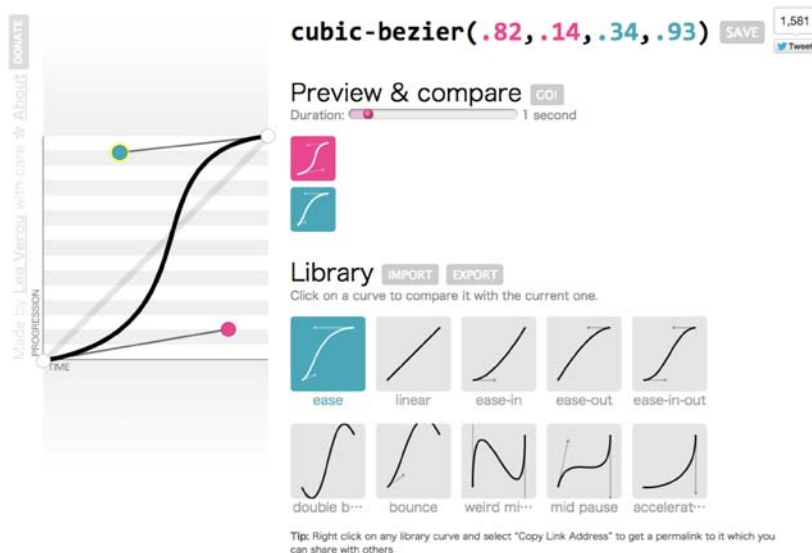 cubic-bezier(.82,.14,.34,.93) SAVE
1,581
Tweet
Made by Lea Verou with care ☆ About DONATE
Preview & compare GO!
Duration: 1 second
PROGRESSION
TIME
Library IMPORT EXPORT
Click on a curve to compare it with the current one.
ease linear ease-in ease-out ease-in-out
double b… bounce weird mi… mid pause accelerat…
Tip: Right click on any library curve and select "Copy Link Address" to get a permalink to it which you
can share with others